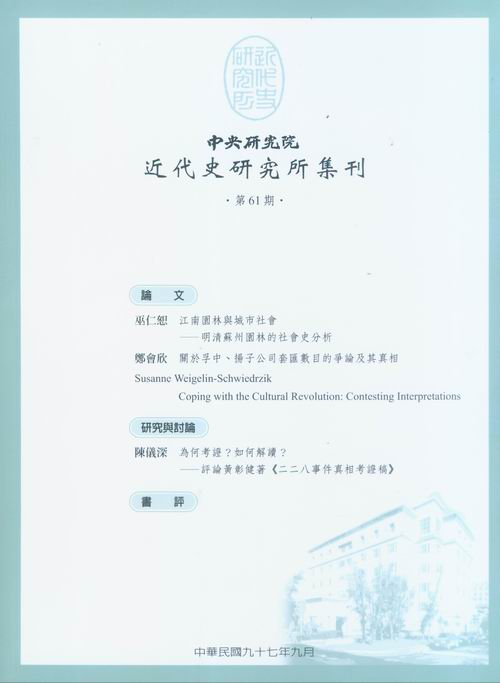 近代史
研究所
中央研究院
近代史研究所集刊
·第61期·
論 文
巫仁恕 江南園林與城市社會
——明清蘇州園林的社會史分析
鄭會欣 關於孚中、揚子公司套匯數目的爭論及其真相
Susanne Weigelin-Schwiedrzik
Coping with the Cultural Revolution: Contesting Interpretations
研究與討論
陳儀深 為何考證？如何解讀？
——評論黃彰健著《二二八事件真相考證稿》
書 評
中華民國九十七年九月